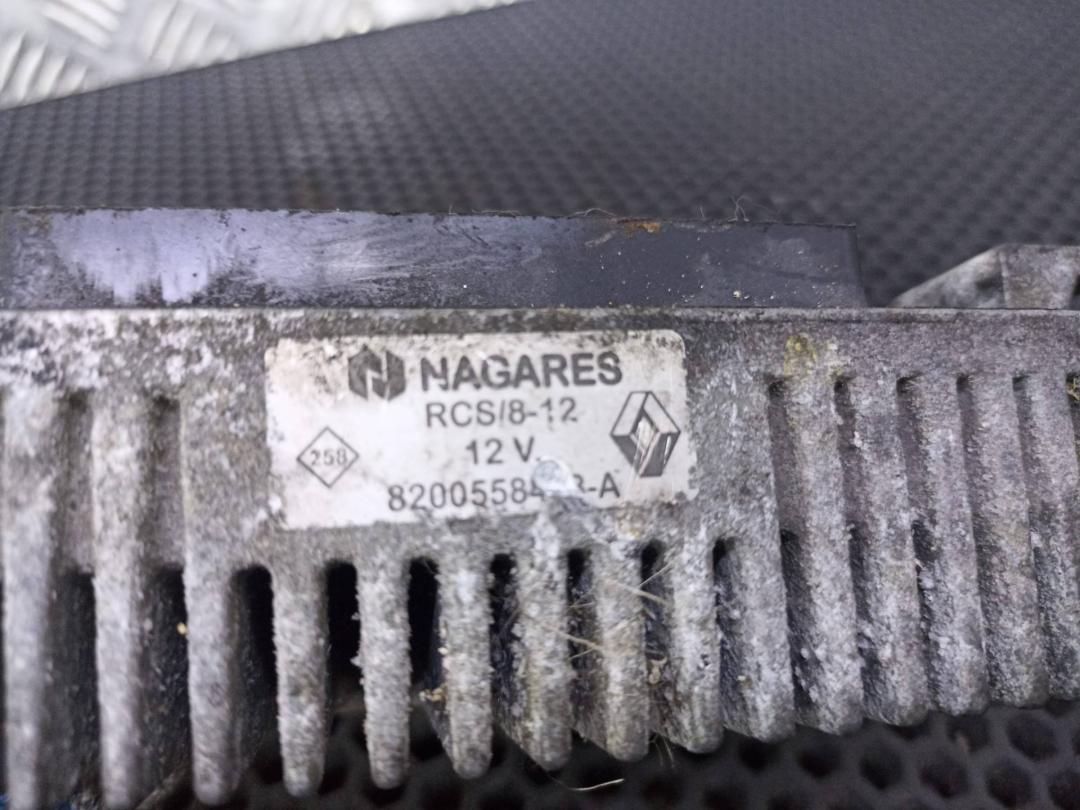 NAGARES
RCS/8-12
12 V
258